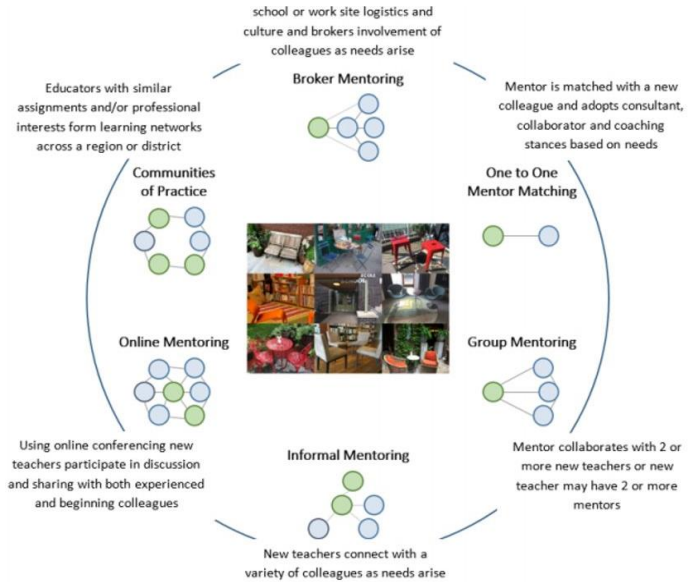 school or work site logistics and
culture and brokers involvement of
colleagues as needs arise
Broker Mentoring
Educators with similar
assignments and/or professional
interests form learning networks
across a region or district
Communities
of Practice
Mentor is matched with a new
colleague and adopts consultant,
collaborator and coaching
stances based on needs
One to One
Mentor Matching
Online Mentoring
Using online conferencing new
teachers participate in discussion
and sharing with both experienced
and beginning colleagues
Group Mentoring
Mentor collaborates with 2 or
more new teachers or new
teacher may have 2 or more
mentors
Informal Mentoring
New teachers connect with a
variety of colleagues as needs arise